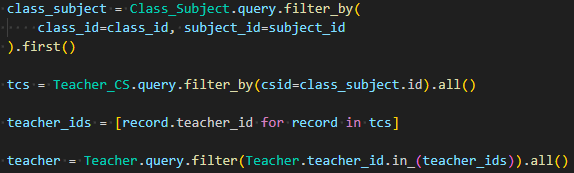 class_subject = Class_Subject.query.filter_by(
    class_id=class_id, subject_id=subject_id
).first()
tcs = Teacher_CS.query.filter_by(csid=class_subject.id).all()
teacher_ids = [record.teacher_id for record in tcs]
teacher = Teacher.query.filter(Teacher.teacher_id.in_(teacher_ids)).all()